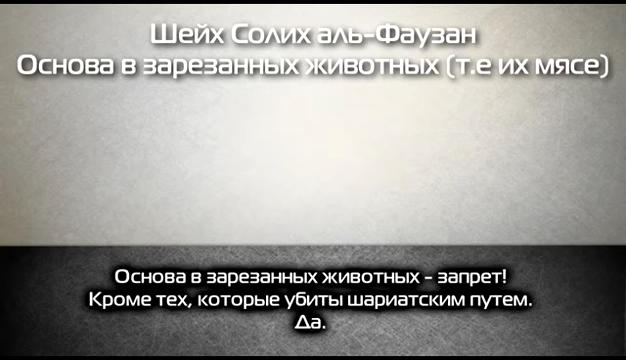 Шейх Солих аль-Фаузан
Основа в зарезанных животных (т.е их мясе)
Основа в зарезанных животных - запрет!
Кроме тех, которые убиты шариатским путем.
Да.